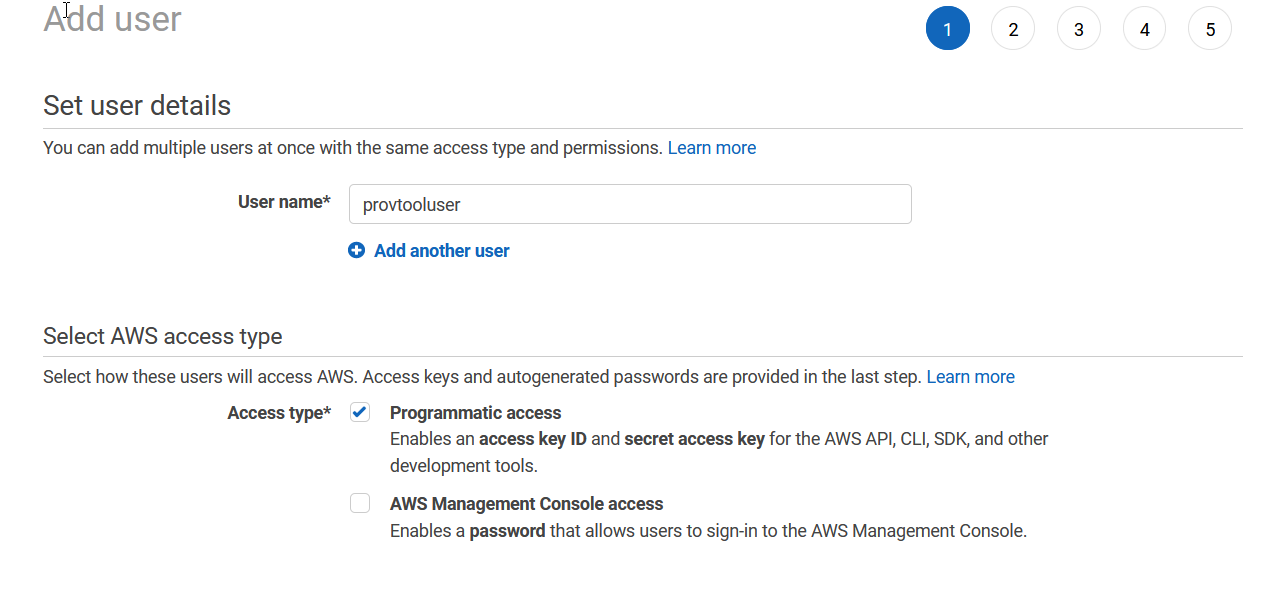 Add user
1 2 3 4 5
Set user details
You can add multiple users at once with the same access type and permissions. Learn more
User name* provtooluser
Add another user
Select AWS access type
Select how these users will access AWS. Access keys and autogenerated passwords are provided in the last step. Learn more
Access type* Programmatic access
Enables an access key ID and secret access key for the AWS API, CLI, SDK, and other
development tools.
AWS Management Console access
Enables a password that allows users to sign-in to the AWS Management Console.